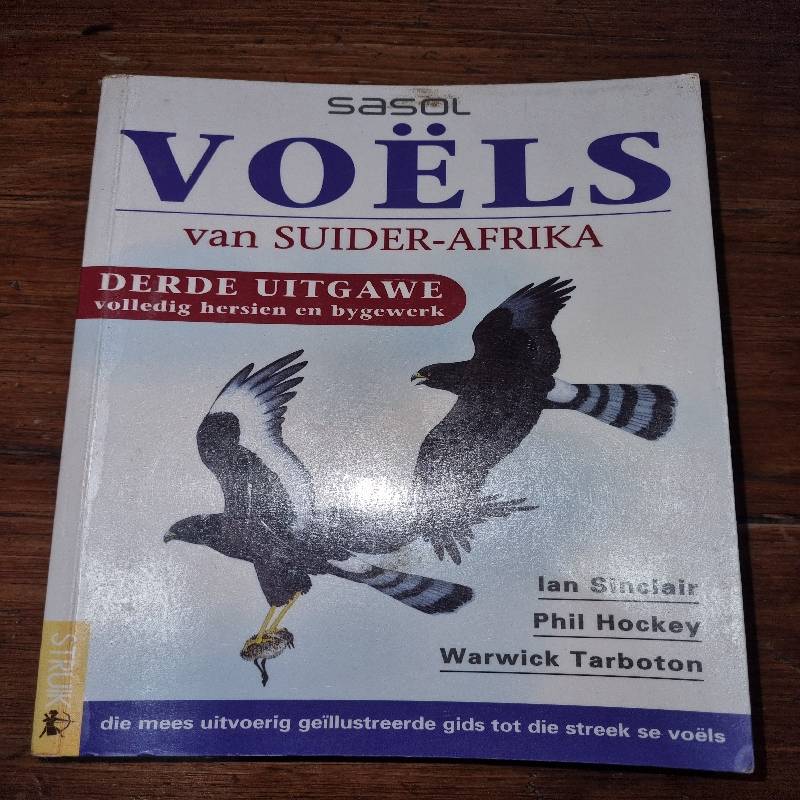 sasol
VOËLS
van SUIDER-AFRIKA
DERDE UITGAWE
volledig hersien en bygewerk
Ian Sinclair
Phil Hockey
Warwick Tarboton
STRUIK
die mees uitvoerig geïllustreerde gids tot die streek se voëls